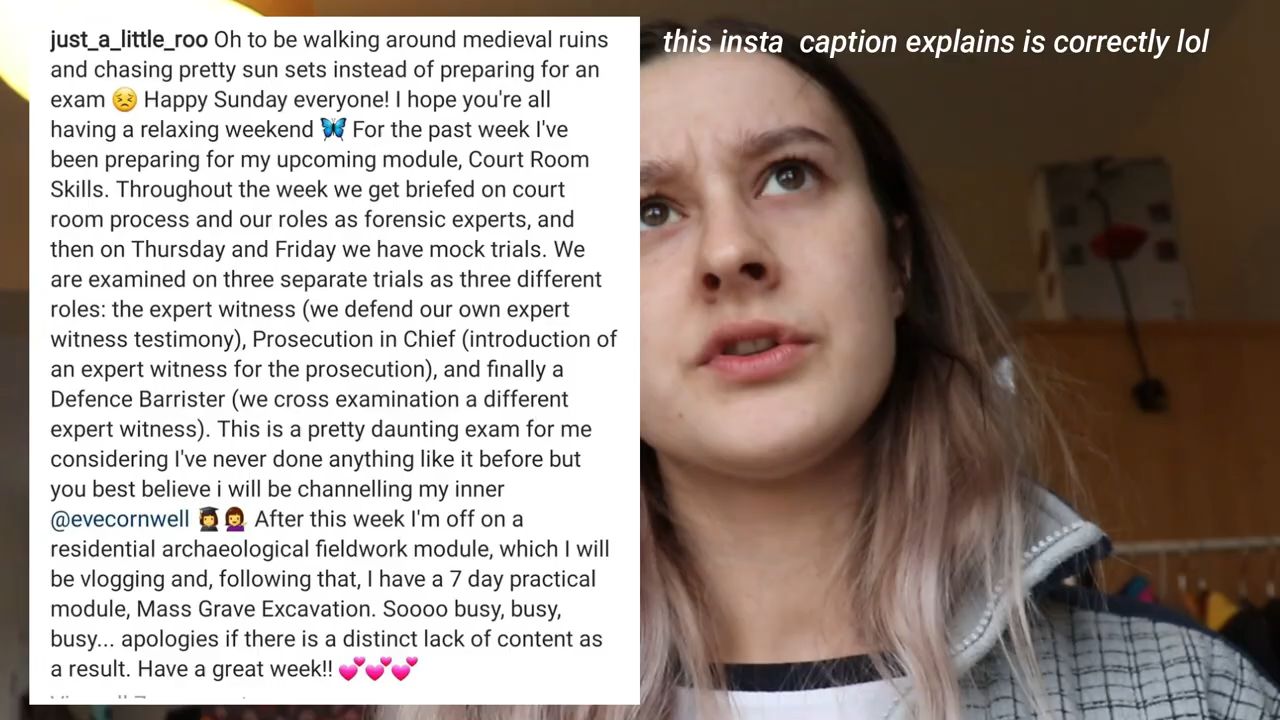 just_a_little_roo Oh to be walking around medieval ruins
and chasing pretty sun sets instead of preparing for an
exam 😣 Happy Sunday everyone! I hope you're all
having a relaxing weekend 🦋 For the past week I've
been preparing for my upcoming module, Court Room
Skills. Throughout the week we get briefed on court
room process and our roles as forensic experts, and
then on Thursday and Friday we have mock trials. We
are examined on three separate trials as three different
roles: the expert witness (we defend our own expert
witness testimony), Prosecution in Chief (introduction of
an expert witness for the prosecution), and finally a
Defence Barrister (we cross examination a different
expert witness). This is a pretty daunting exam for me
considering I've never done anything like it before but
you best believe i will be channelling my inner
@evecornwell 👩‍🎓💁‍♀️ After this week I'm off on a
residential archaeological fieldwork module, which I will
be vlogging and, following that, I have a 7 day practical
module, Mass Grave Excavation. Soooo busy, busy,
busy... apologies if there is a distinct lack of content as
a result. Have a great week!! 💕💕💕
this insta caption explains is correctly lol